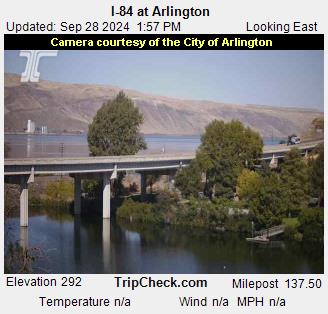 I-84 at Arlington
Updated: Sep 28 2024 1:57 PM Looking East
Camera courtesy of the City of Arlington
Elevation 292 TripCheck.com Milepost 137.50
Temperature n/a Wind n/a MPH n/a